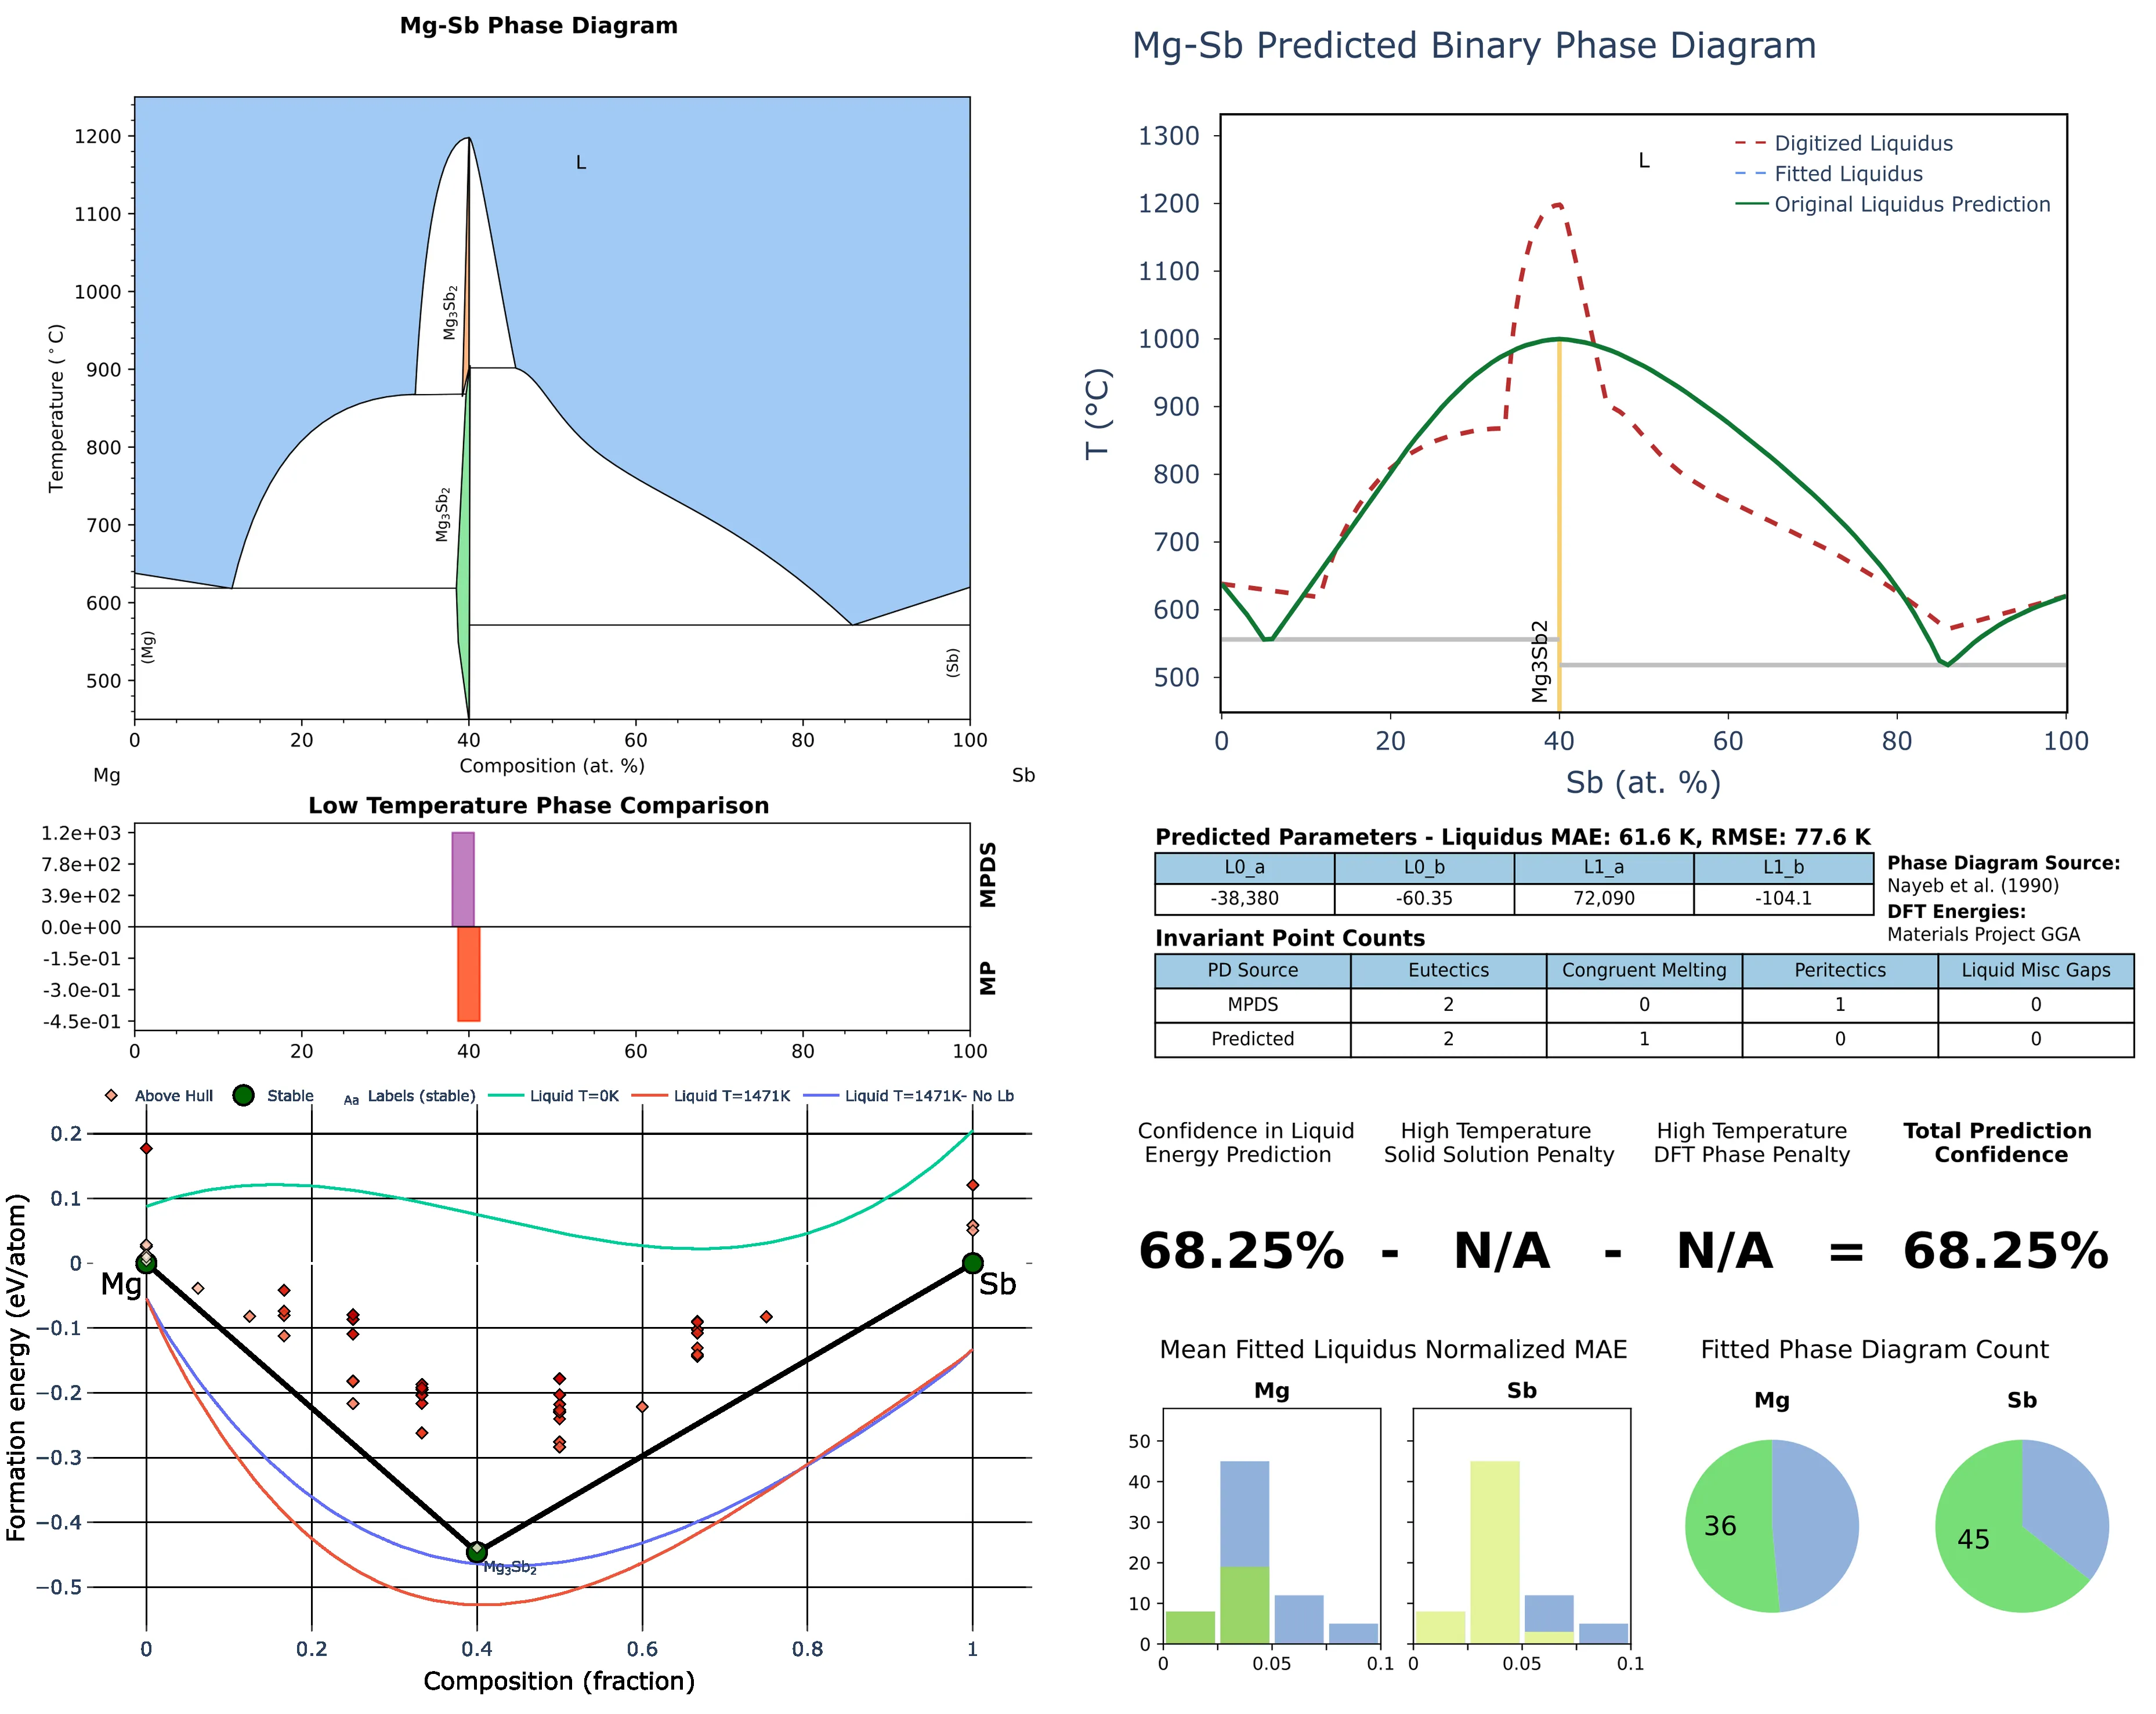 Mg-Sb Phase Diagram
Temperature (°C)
1200
1100
1000
900
800
700
600
500
L
Mg3Sb2
Mg3Sb2
(Mg)
(Sb)
0 20 40 60 80 100
Composition (at. %)
Mg Sb
Low Temperature Phase Comparison
1.2e+03
7.8e+02
3.9e+02
0.0e+00
-1.5e-01
-3.0e-01
-4.5e-01
MPDS
MP
0 20 40 60 80 100
Above Hull Stable Aa Labels (stable) Liquid T=0K Liquid T=1471K Liquid T=1471K- No Lb
Formation energy (eV/atom)
0.2
0.1
0
−0.1
−0.2
−0.3
−0.4
−0.5
Mg
Sb
Mg3Sb2
0 0.2 0.4 0.6 0.8 1
Composition (fraction)
Mg-Sb Predicted Binary Phase Diagram
T (°C)
1300
1200
1100
1000
900
800
700
600
500
L
Digitized Liquidus
Fitted Liquidus
Original Liquidus Prediction
Mg3Sb2
0 20 40 60 80 100
Sb (at. %)
Predicted Parameters - Liquidus MAE: 61.6 K, RMSE: 77.6 K
L0_a L0_b L1_a L1_b
-38,380 -60.35 72,090 -104.1
Phase Diagram Source:
Nayeb et al. (1990)
DFT Energies:
Materials Project GGA
Invariant Point Counts
PD Source Eutectics Congruent Melting Peritectics Liquid Misc Gaps
MPDS 2 0 1 0
Predicted 2 1 0 0
Confidence in Liquid
Energy Prediction
High Temperature
Solid Solution Penalty
High Temperature
DFT Phase Penalty
Total Prediction
Confidence
68.25% - N/A - N/A = 68.25%
Mean Fitted Liquidus Normalized MAE
Mg Sb
50
40
30
20
10
0
0 0.05 0.1
0 0.05 0.1
Fitted Phase Diagram Count
Mg Sb
36
45